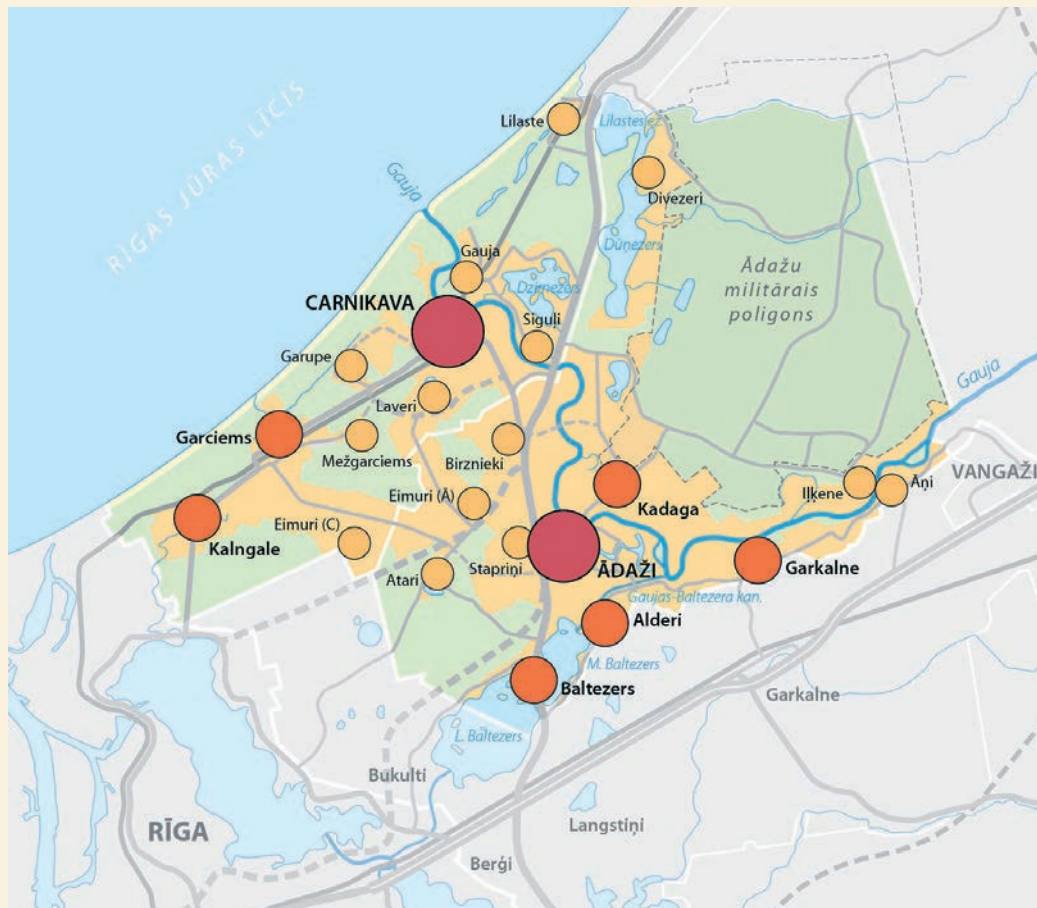 Lilaste
Lilastesez.
RĪGAS JŪRAS LĪCIS
Gauja
Divezeri
Dūņezers
Gauja
Dzirnezers
Ādažu
militārais
poligons
CARNIKAVA
Siguļi
Garupe
Laveri
Gauja
Garciems
Mežgarciems
Birznieki
VANGAŽI
Iļķene
Āņi
Kadaga
Eimuri (Ā)
Eimuri (C)
Kalngale
Stapriņi
ĀDAŽI
Garkalne
Atari
Gaujas-Baltezera kan.
Alderi
M. Baltezers
Baltezers
Garkalne
L. Baltezers
Bukulti
RĪGA
Langstiņi
Berģi